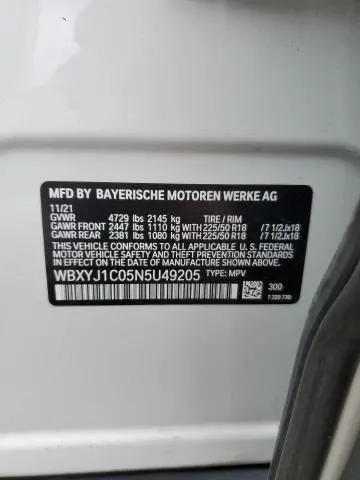 MFD BY BAYERISCHE MOTOREN WERKE AG
11/21
GVWR 4729 lbs 2145 kg TIRE / RIM
GAWR FRONT 2447 lbs 1110 kg WITH 225/50 R18 /7 1/2Jx18
GAWR REAR 2381 lbs 1080 kg WITH 225/50 R18 /7 1/2Jx18
THIS VEHICLE CONFORMS TO ALL APPLICABLE U.S. FEDERAL
MOTOR VEHICLE SAFETY STANDARDS IN EFFECT ON THE DATE OF
MANUFACTURE SHOWN ABOVE.
WBXYJ1C05N5U49205 TYPE: MPV
300